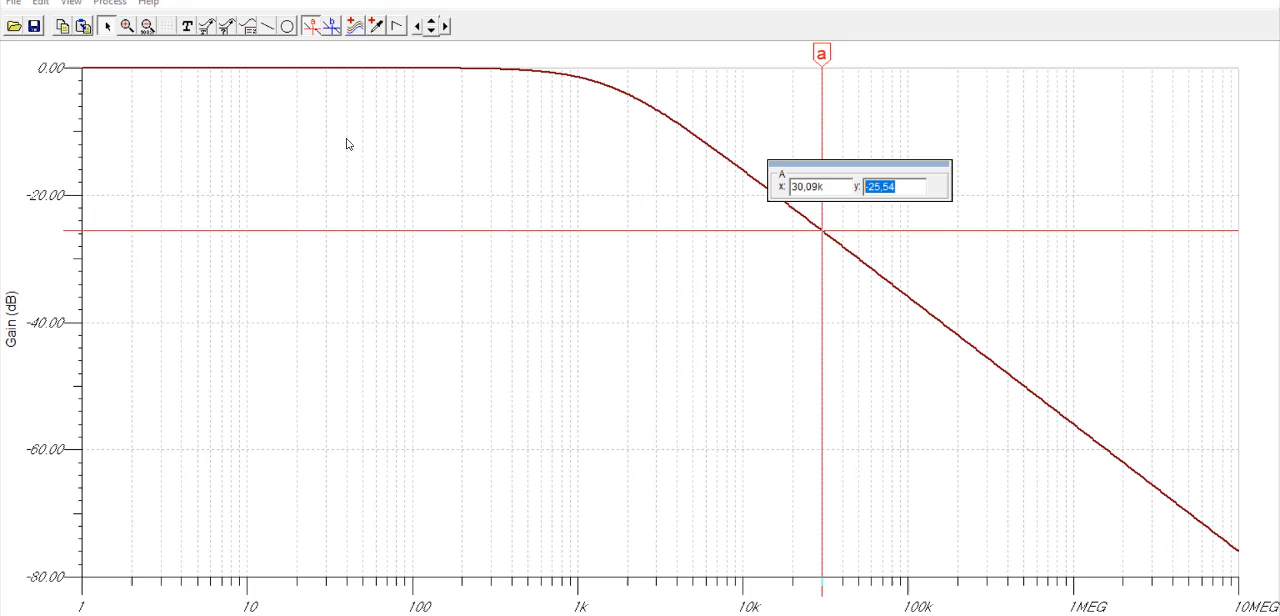 File Edit View Process Help
T
a b
a
0.00
A
x: 30,09k y: -25,54
-20.00
Gain (dB)
-40.00
-60.00
-80.00
1 10 100 1k 10k 100k 1MEG 10MEG